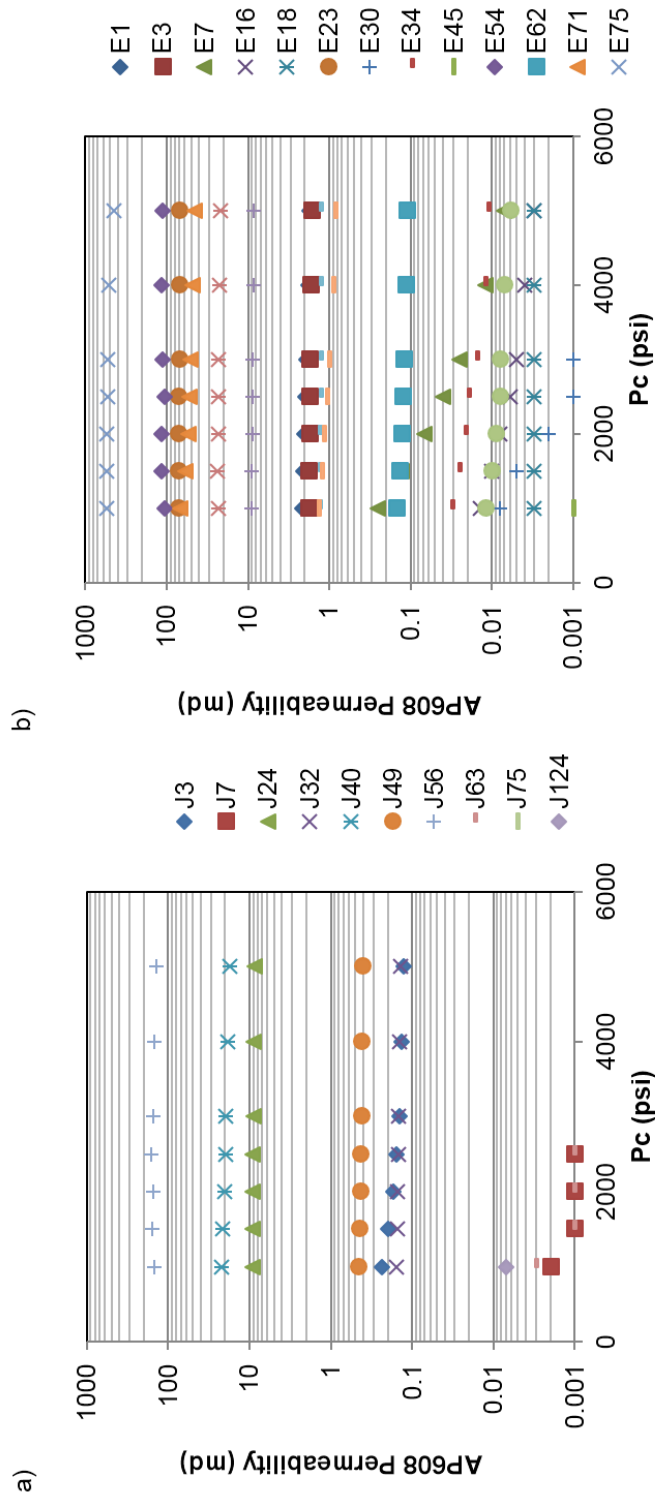 a)
1000
100
10
1
0.1
0.01
0.001
0
2000
4000
6000
AP608 Permeability (md)
Pc (psi)
J3
J7
J24
J32
J40
J49
J56
J63
J75
J124
b)
1000
100
10
1
0.1
0.01
0.001
0
2000
4000
6000
AP608 Permeability (md)
Pc (psi)
E1
E3
E7
E16
E18
E23
E30
E34
E45
E54
E62
E71
E75